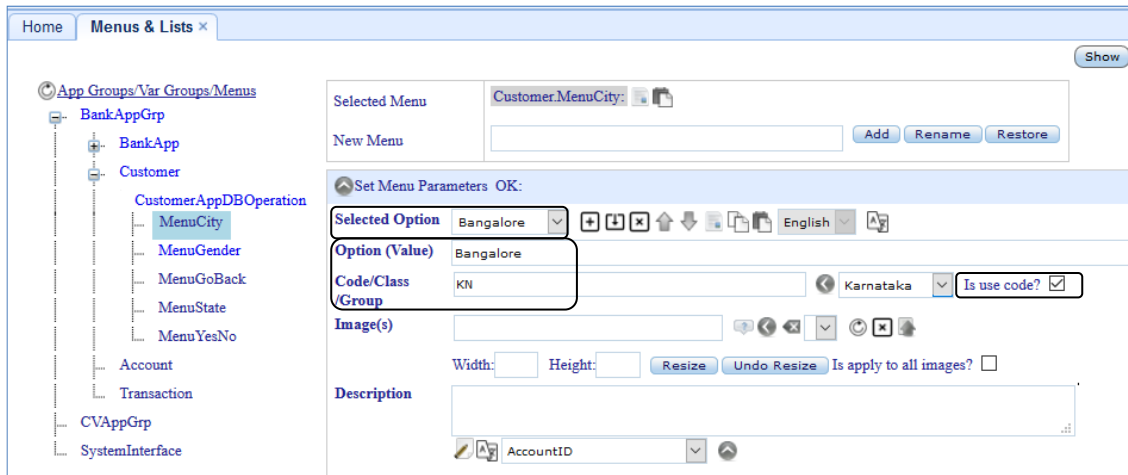 Home Menus & Lists ×
Show
App Groups/Var Groups/Menus
BankAppGrp
BankApp
Customer
CustomerAppDBOperation
MenuCity
MenuGender
MenuGoBack
MenuState
MenuYesNo
Account
Transaction
CVAppGrp
SystemInterface
Selected Menu Customer.MenuCity:
New Menu Add Rename Restore
Set Menu Parameters OK:
Selected Option Bangalore English
Option (Value) Bangalore
Code/Class
/Group KN Karnataka Is use code?
Image(s)
Width: Height: Resize Undo Resize Is apply to all images?
Description
AccountID